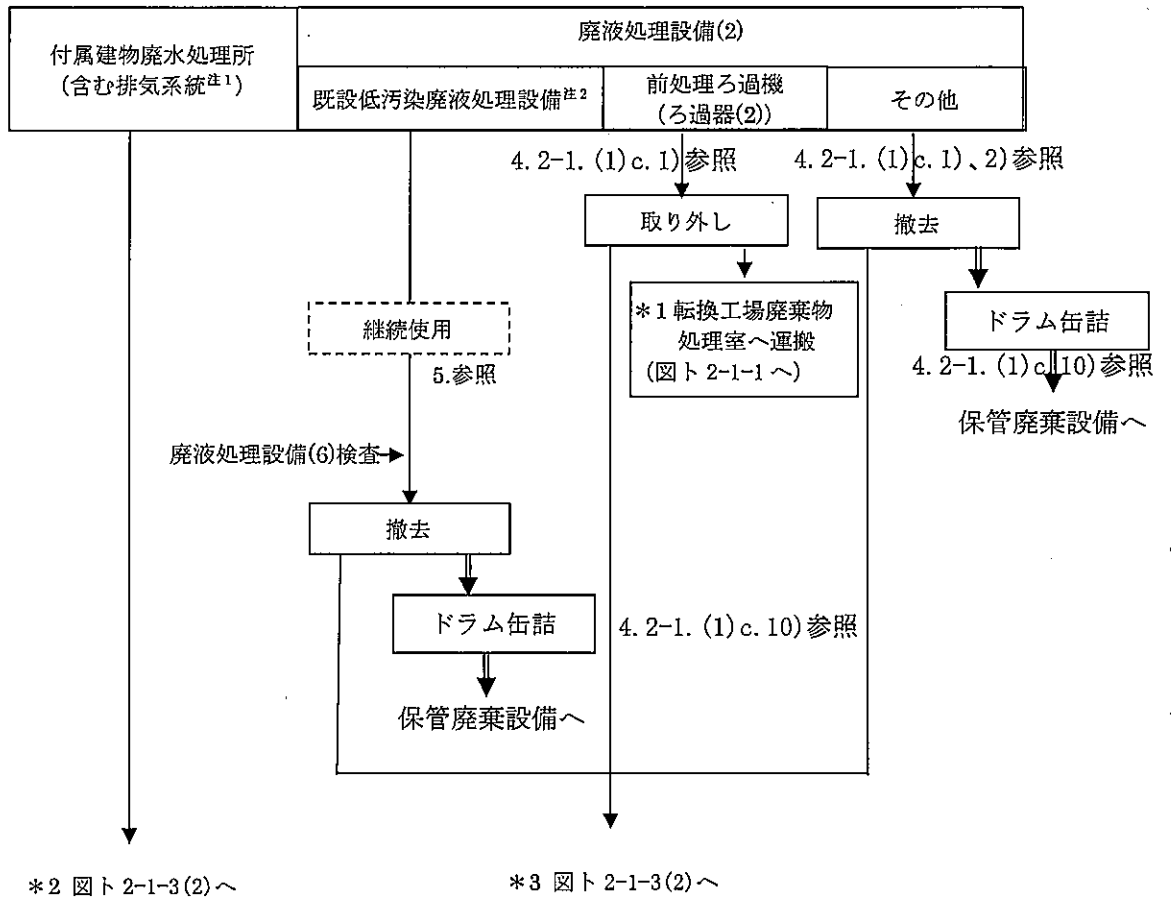 廃液処理設備(2)
付属建物廃水処理所
(含む排気系統注1)
既設低汚染廃液処理設備注2
前処理ろ過機
(ろ過器(2))
その他
4.2-1.(1)c.1)参照
4.2-1.(1)c.1)、2)参照
取り外し
撤去
*1転換工場廃棄物
処理室へ運搬
(図ト2-1-1へ)
ドラム缶詰
4.2-1.(1)c.10)参照
保管廃棄設備へ
継続使用
5.参照
廃液処理設備(6)検査
撤去
ドラム缶詰
4.2-1.(1)c.10)参照
保管廃棄設備へ
*2 図ト2-1-3(2)へ
*3 図ト2-1-3(2)へ